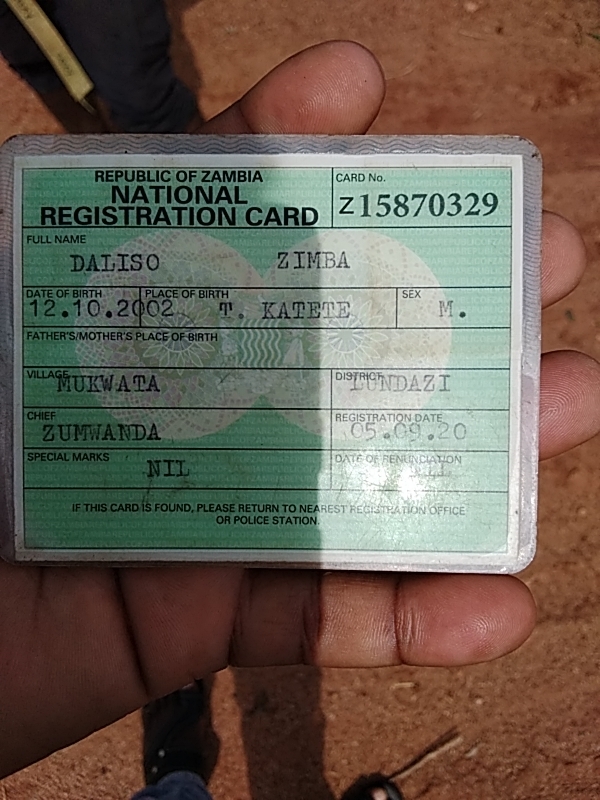 REPUBLIC OF ZAMBIA
NATIONAL
REGISTRATION CARD
CARD No.
Z15870329
FULL NAME
DALISO ZIMBA
DATE OF BIRTH PLACE OF BIRTH SEX
12.10.2002 T. KATETE M.
FATHER'S/MOTHER'S PLACE OF BIRTH
VILLAGE DISTRICT
MUKWATA LUNDAZI
CHIEF REGISTRATION DATE
ZUMWANDA 05.09.20
SPECIAL MARKS DATE OF RENUNCIATION
NIL
IF THIS CARD IS FOUND, PLEASE RETURN TO NEAREST REGISTRATION OFFICE
OR POLICE STATION.